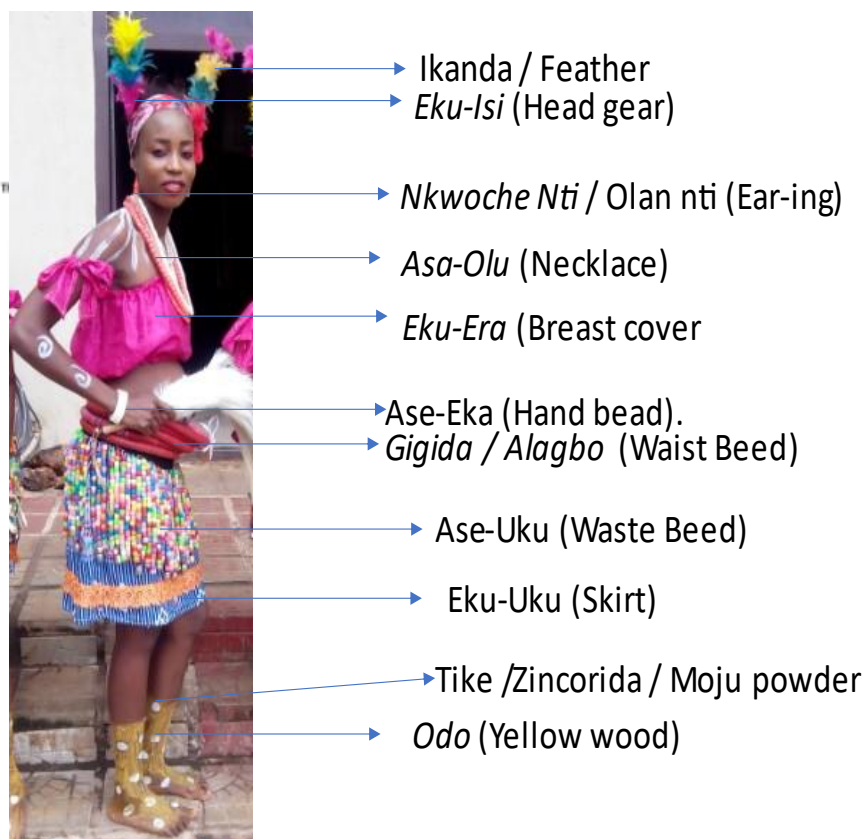 Ikanda / Feather
Eku-Isi (Head gear)
Nkwoche Nti / Olan nti (Ear-ing)
Asa-Olu (Necklace)
Eku-Era (Breast cover
Ase-Eka (Hand bead).
Gigida / Alagbo (Waist Beed)
Ase-Uku (Waste Beed)
Eku-Uku (Skirt)
Tike /Zincorida / Moju powder
Odo (Yellow wood)